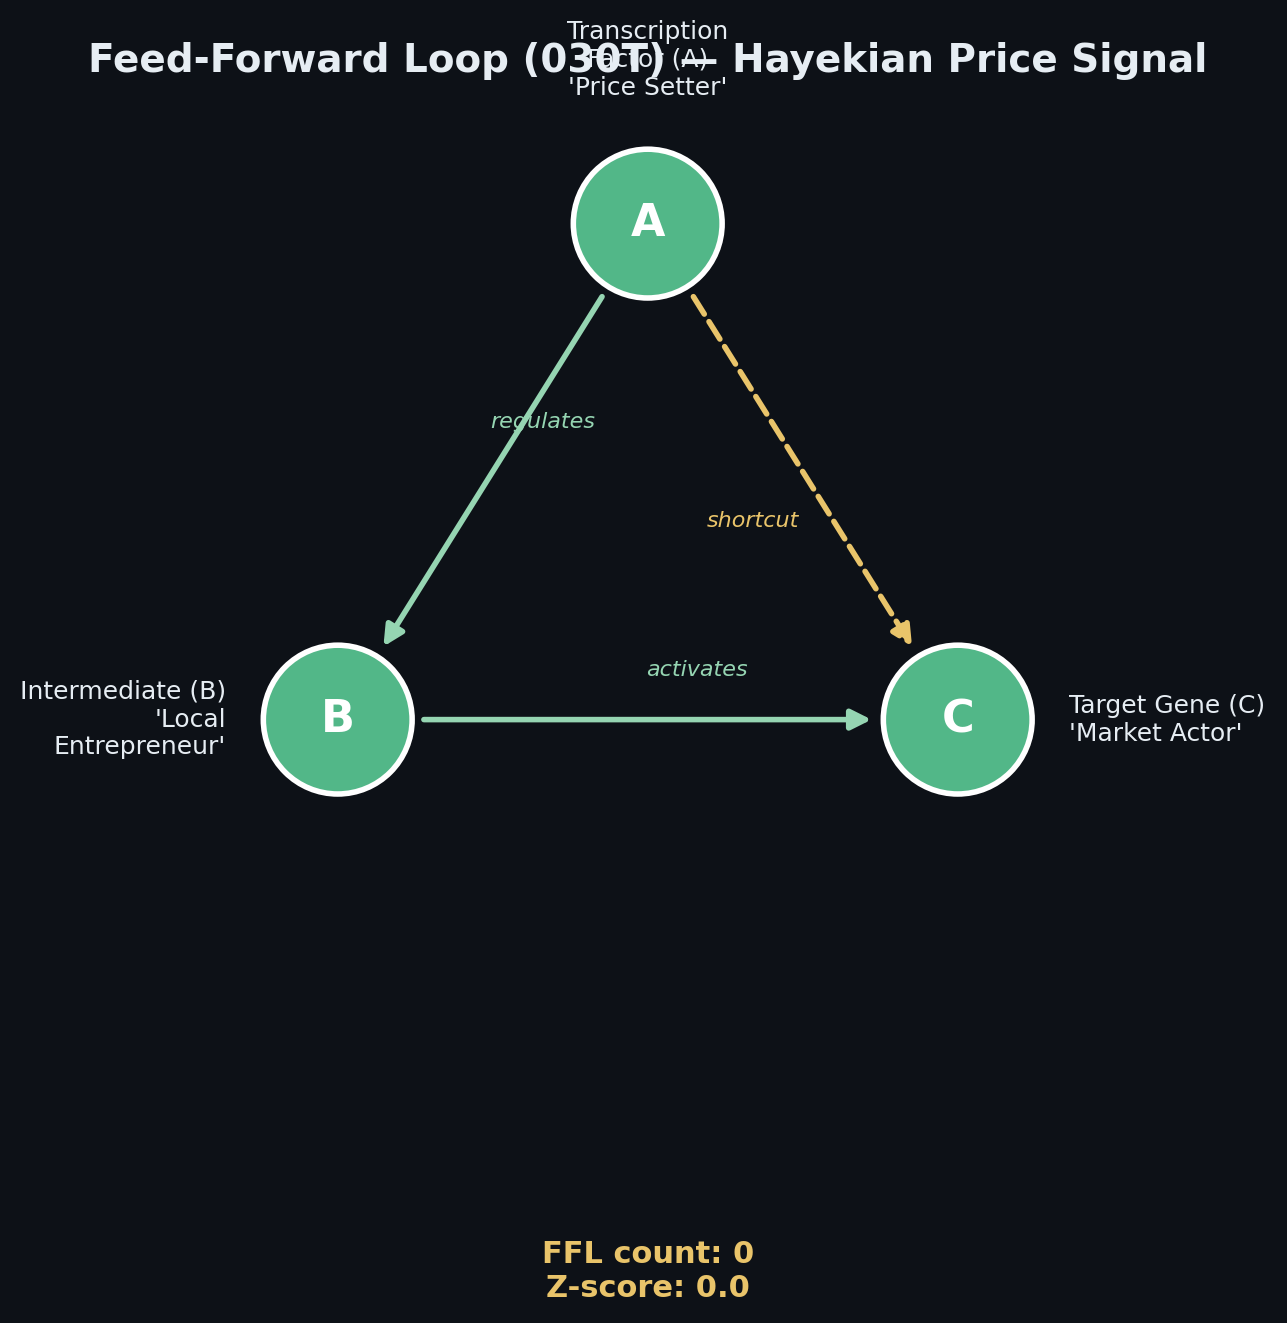 Transcription
Feed-Forward Loop (030T) — Hayekian Price Signal
Factor (A)
'Price Setter'
A
regulates
shortcut
activates
Intermediate (B)
'Local
Entrepreneur'
B
C
Target Gene (C)
'Market Actor'
FFL count: 0
Z-score: 0.0